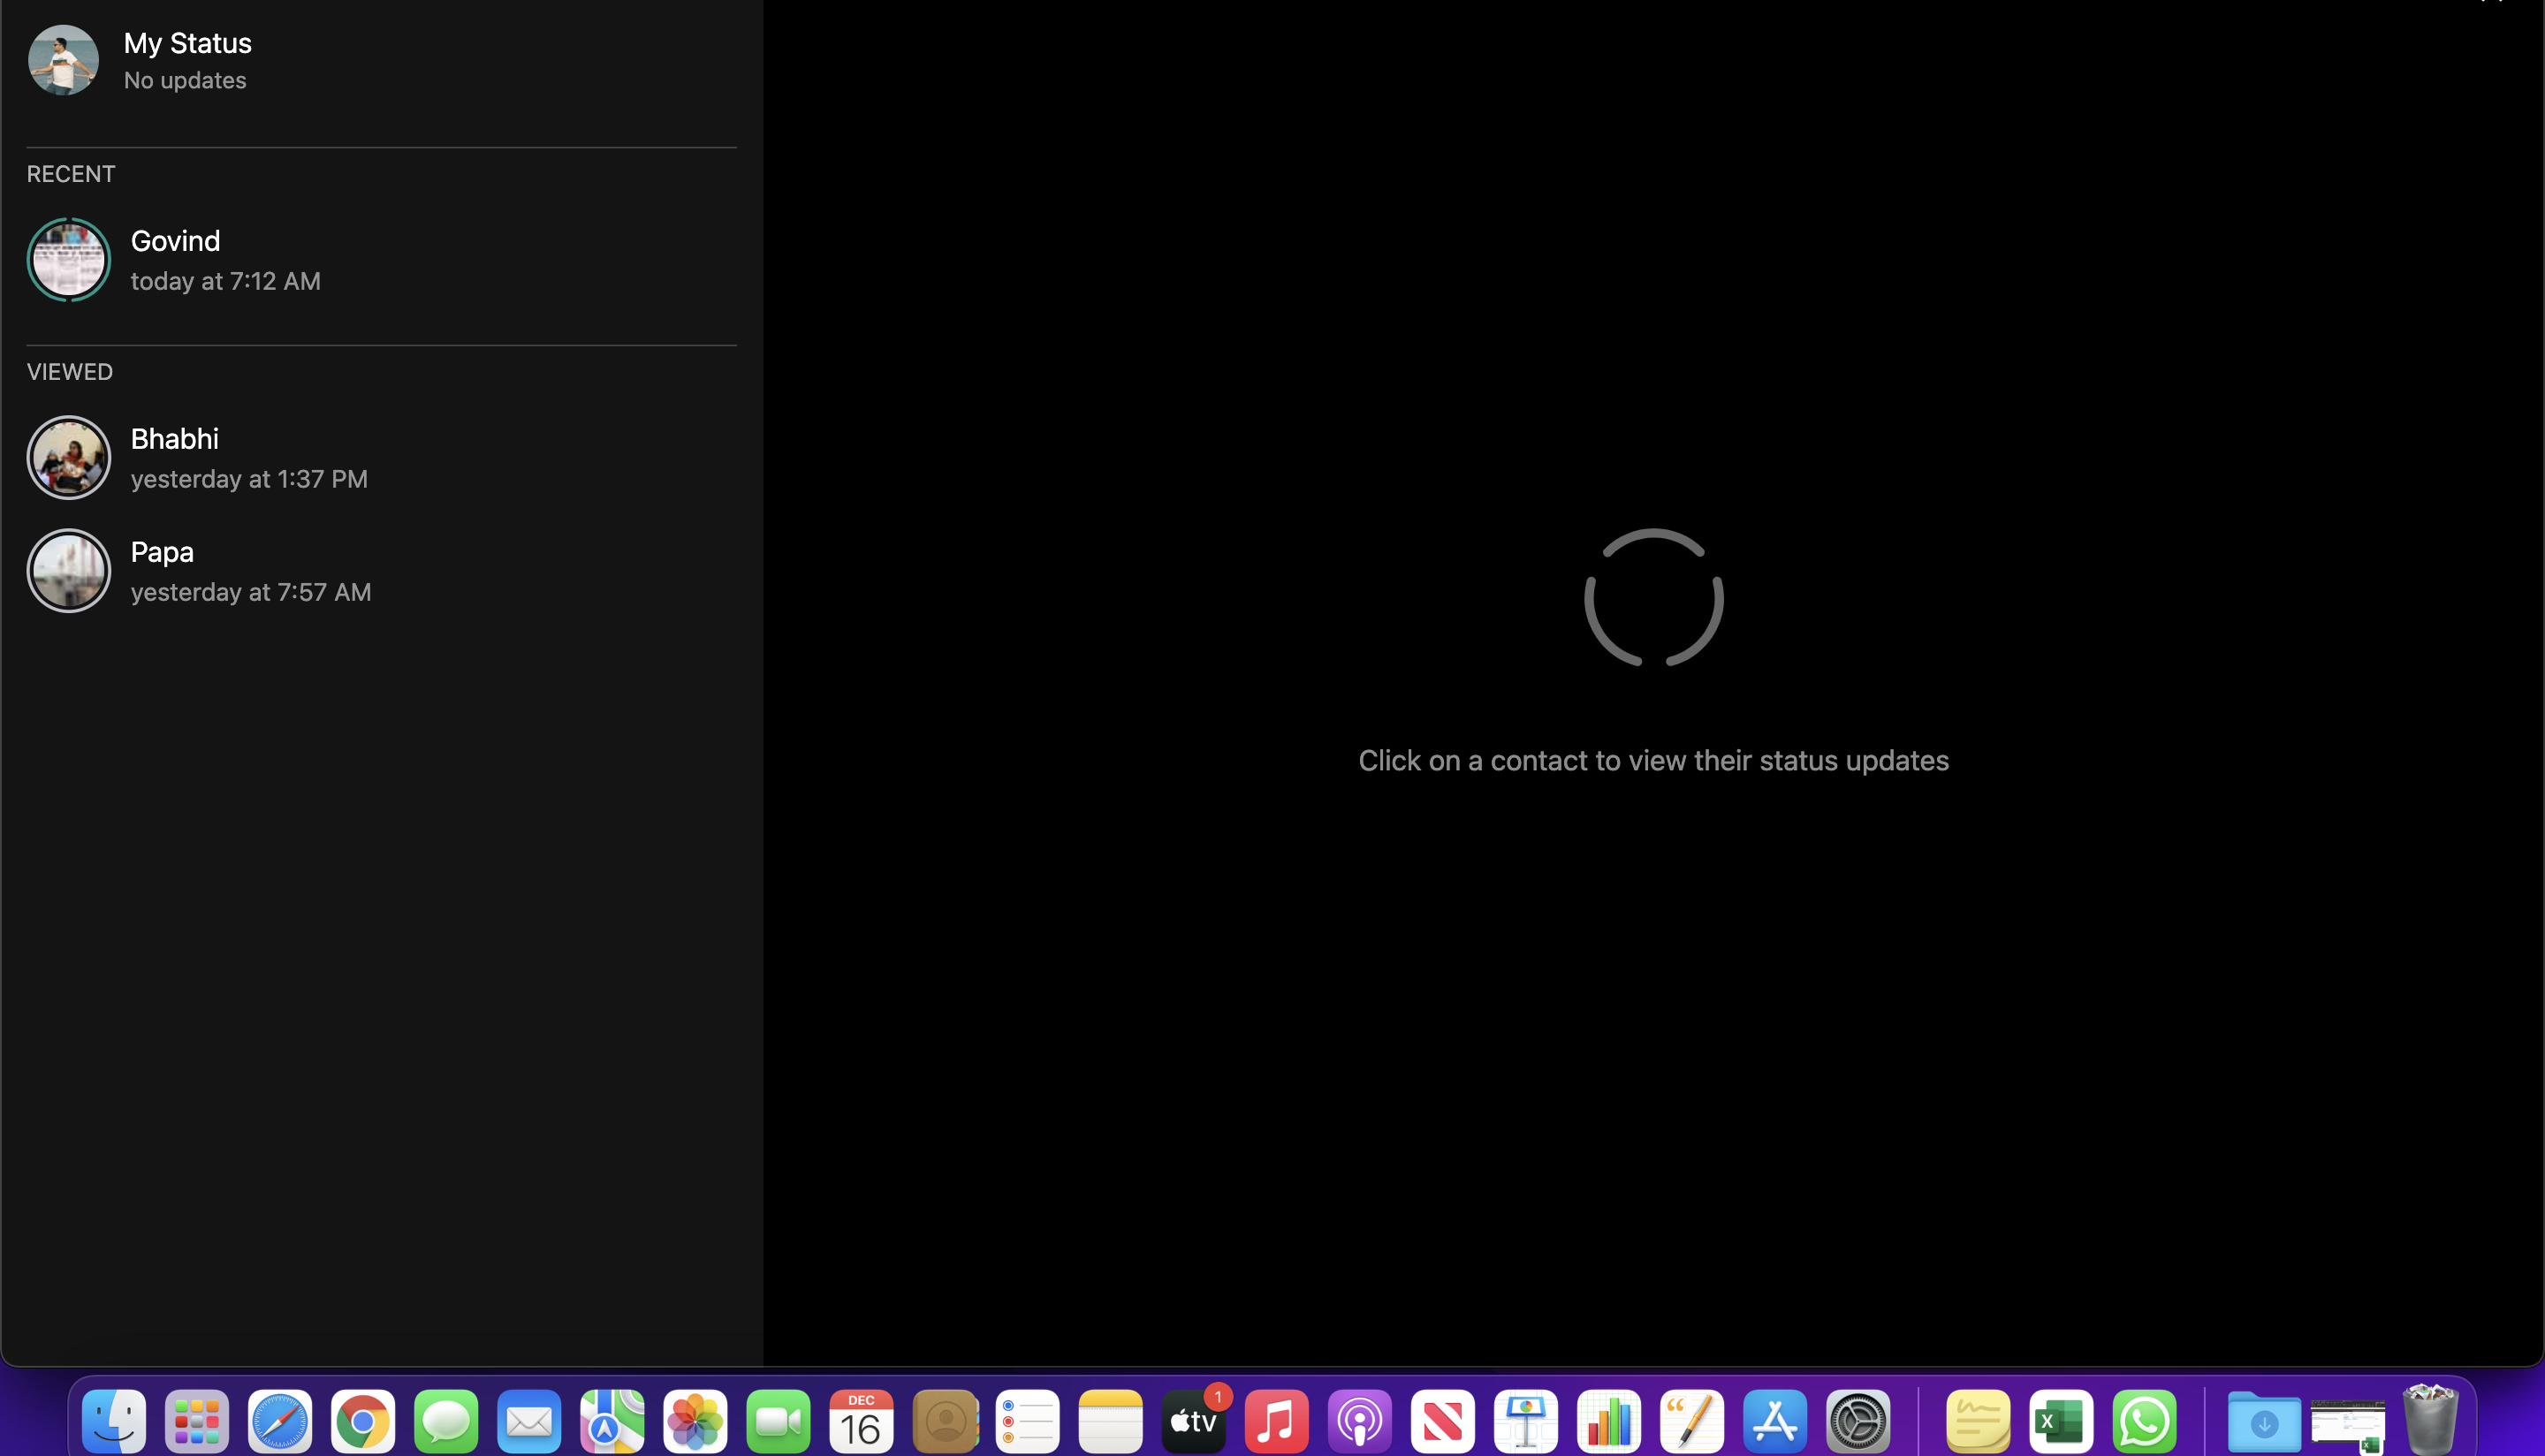 My Status
No updates
RECENT
Govind
today at 7:12 AM
VIEWED
Bhabhi
yesterday at 1:37 PM
Papa
yesterday at 7:57 AM
Click on a contact to view their status updates
DEC
16
tv
1
X